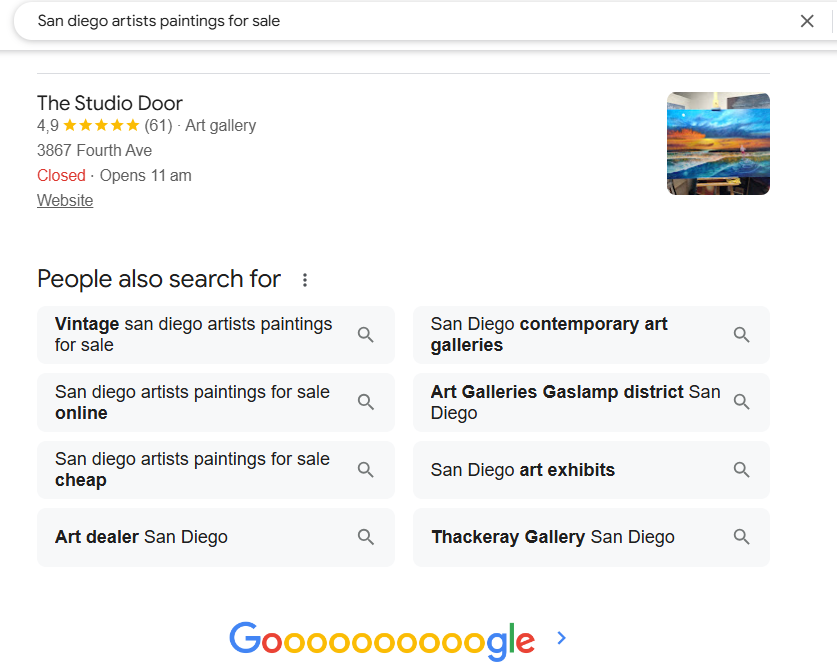 San diego artists paintings for sale
The Studio Door
4,9 (61) · Art gallery
3867 Fourth Ave
Closed · Opens 11 am
Website
People also search for
Vintage san diego artists paintings
for sale
San Diego contemporary art
galleries
San diego artists paintings for sale
online
Art Galleries Gaslamp district San
Diego
San diego artists paintings for sale
cheap
San Diego art exhibits
Art dealer San Diego
Thackeray Gallery San Diego
Goooooooooogle